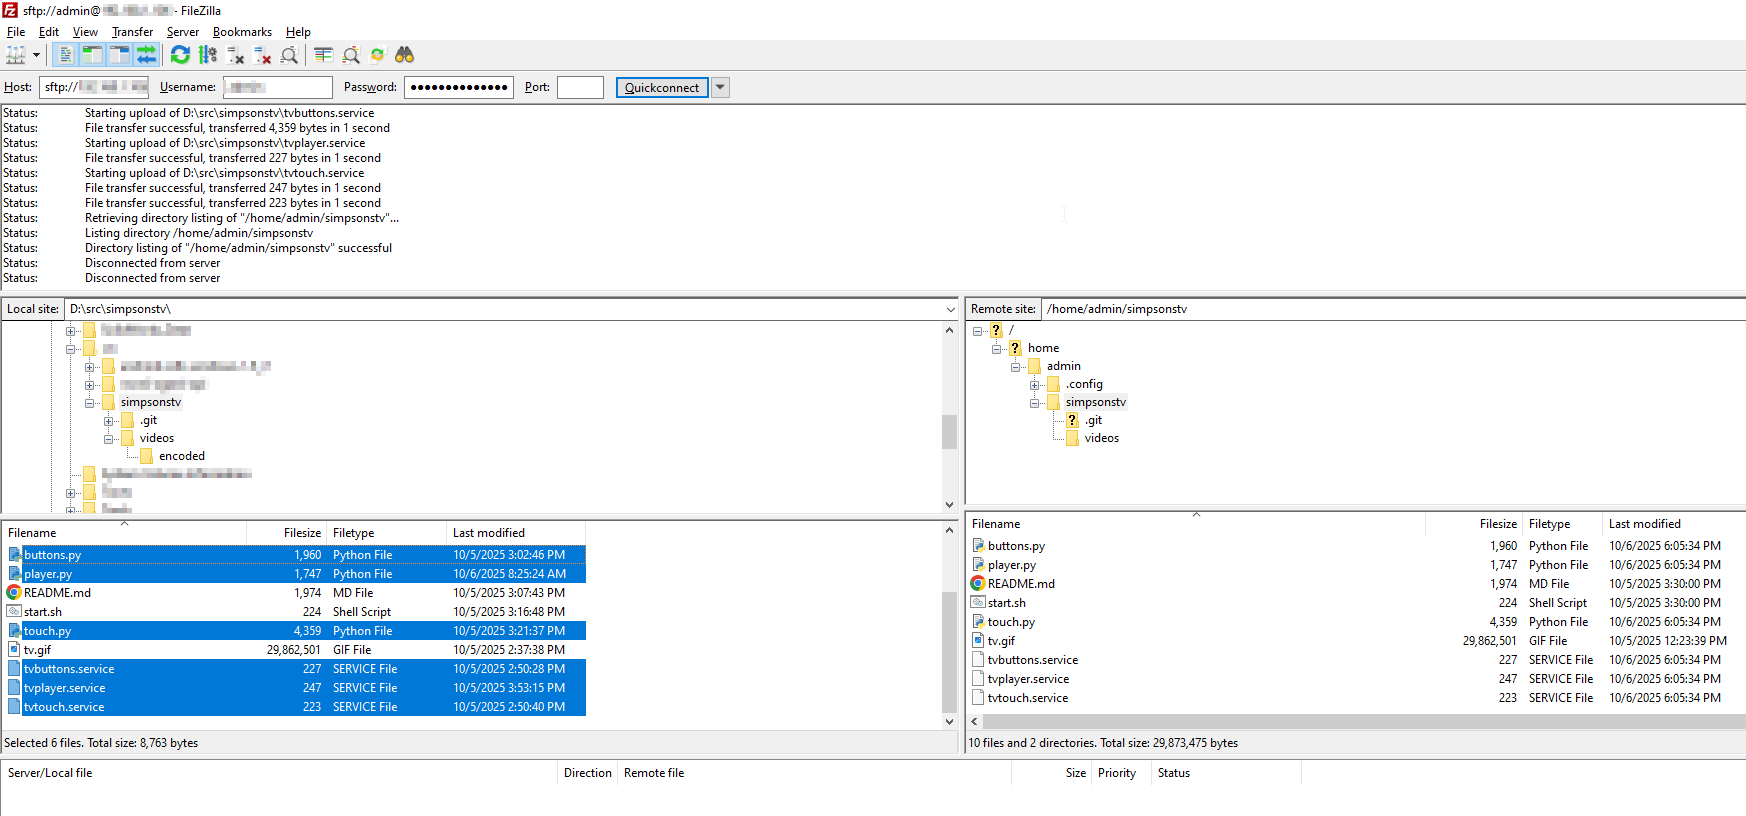 sftp://admin@ - FileZilla
File Edit View Transfer Server Bookmarks Help
Host: sftp:// Username: Password: ●●●●●●●●●●●●●● Port: Quickconnect
Status: Starting upload of D:\src\simpsonstv\tvbuttons.service
Status: File transfer successful, transferred 4,359 bytes in 1 second
Status: Starting upload of D:\src\simpsonstv\tvplayer.service
Status: File transfer successful, transferred 227 bytes in 1 second
Status: Starting upload of D:\src\simpsonstv\tvtouch.service
Status: File transfer successful, transferred 247 bytes in 1 second
Status: File transfer successful, transferred 223 bytes in 1 second
Status: Retrieving directory listing of "/home/admin/simpsonstv"...
Status: Listing directory /home/admin/simpsonstv
Status: Directory listing of "/home/admin/simpsonstv" successful
Status: Disconnected from server
Status: Disconnected from server
Local site: D:\src\simpsonstv\
simpsonstv
.git
videos
encoded
Filename Filesize Filetype Last modified
buttons.py 1,960 Python File 10/5/2025 3:02:46 PM
player.py 1,747 Python File 10/6/2025 8:25:24 AM
README.md 1,974 MD File 10/5/2025 3:07:43 PM
start.sh 224 Shell Script 10/5/2025 3:16:48 PM
touch.py 4,359 Python File 10/5/2025 3:21:37 PM
tv.gif 29,862,501 GIF File 10/5/2025 2:37:38 PM
tvbuttons.service 227 SERVICE File 10/5/2025 2:50:28 PM
tvplayer.service 247 SERVICE File 10/5/2025 3:53:15 PM
tvtouch.service 223 SERVICE File 10/5/2025 2:50:40 PM
Selected 6 files. Total size: 8,763 bytes
Remote site: /home/admin/simpsonstv
/
home
admin
.config
simpsonstv
.git
videos
Filename Filesize Filetype Last modified
buttons.py 1,960 Python File 10/6/2025 6:05:34 PM
player.py 1,747 Python File 10/6/2025 6:05:34 PM
README.md 1,974 MD File 10/5/2025 3:30:00 PM
start.sh 224 Shell Script 10/5/2025 3:30:00 PM
touch.py 4,359 Python File 10/6/2025 6:05:34 PM
tv.gif 29,862,501 GIF File 10/5/2025 12:23:39 PM
tvbuttons.service 227 SERVICE File 10/6/2025 6:05:34 PM
tvplayer.service 247 SERVICE File 10/6/2025 6:05:34 PM
tvtouch.service 223 SERVICE File 10/6/2025 6:05:34 PM
10 files and 2 directories. Total size: 29,873,475 bytes
Server/Local file Direction Remote file Size Priority Status